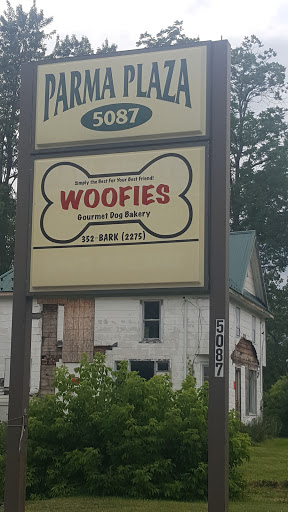 PARMA PLAZA
5087
Simply the Best For Your Best Friend!
WOOFIES
Gourmet Dog Bakery
352-BARK (2275)
5087